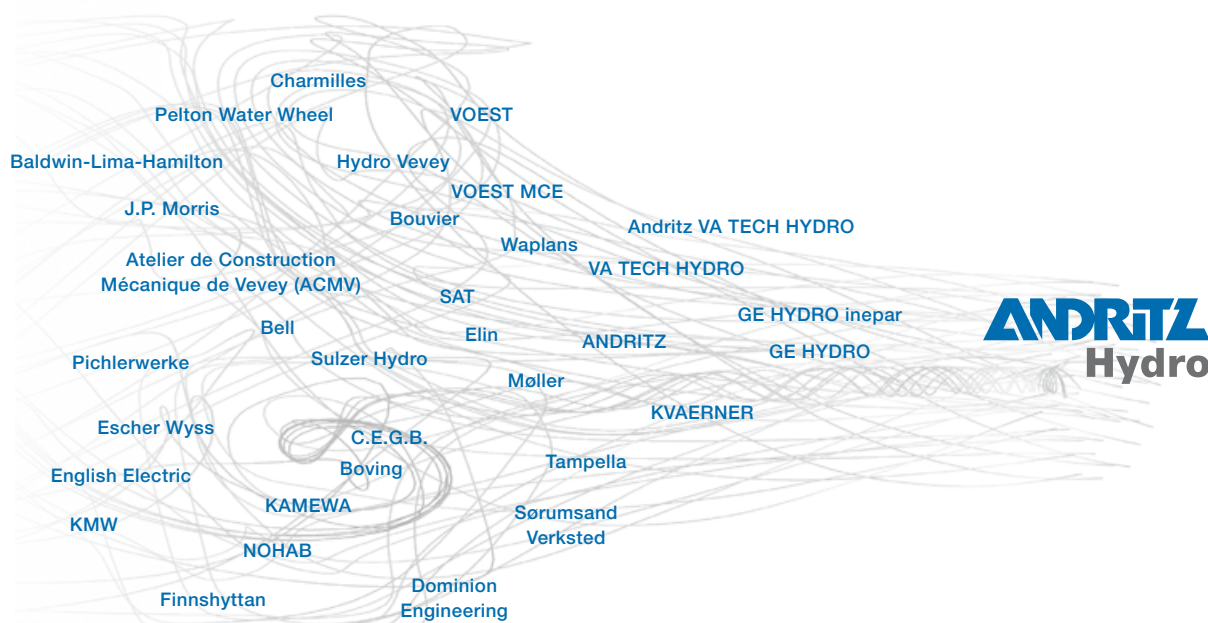 Charmilles
Pelton Water Wheel
VOEST
Baldwin-Lima-Hamilton
Hydro Vevey
VOEST MCE
J.P. Morris
Bouvier
Andritz VA TECH HYDRO
Waplans
Atelier de Construction
Mécanique de Vevey (ACMV)
VA TECH HYDRO
SAT
GE HYDRO inepar
Bell
Elin
ANDRITZ
GE HYDRO
Pichlerwerke
Sulzer Hydro
Møller
ANDRITZ
Hydro
KVAERNER
Escher Wyss
C.E.G.B.
Boving
Tampella
English Electric
KAMEWA
Sørumsand
Verksted
KMW
NOHAB
Finnshyttan
Dominion
Engineering